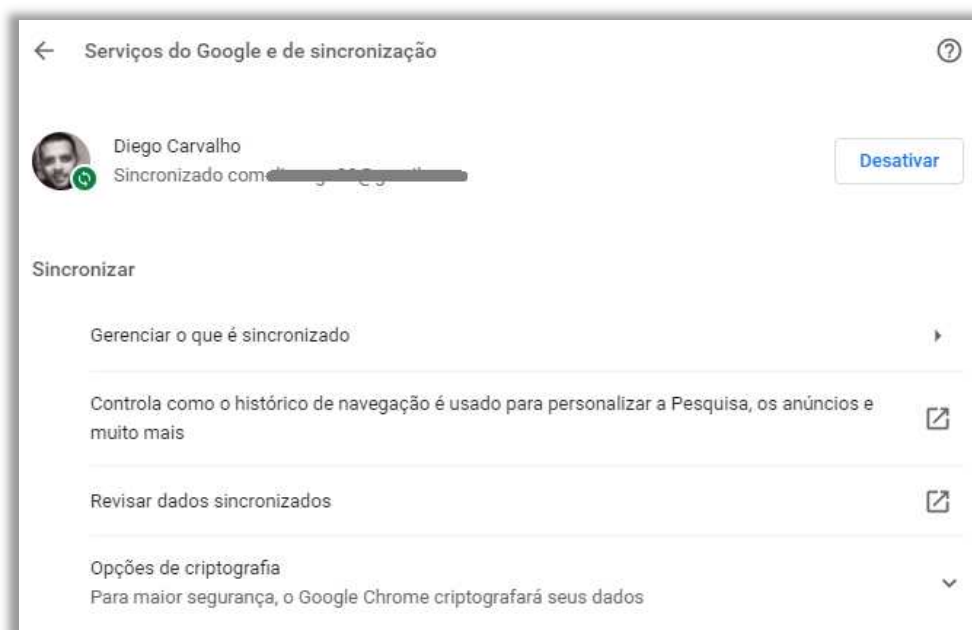 Serviços do Google e de sincronização
Diego Carvalho
Sincronizado com
Desativar
Sincronizar
Gerenciar o que é sincronizado
Controla como o histórico de navegação é usado para personalizar a Pesquisa, os anúncios e
muito mais
Revisar dados sincronizados
Opções de criptografia
Para maior segurança, o Google Chrome criptografará seus dados